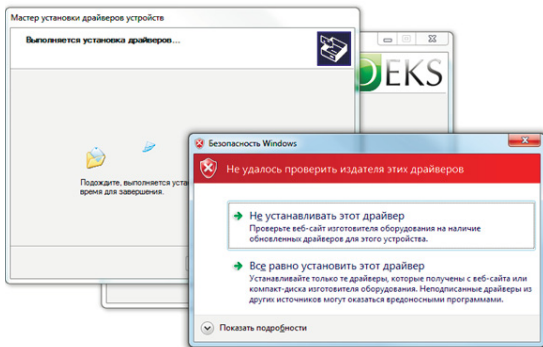 Мастер установки драйверов устройств
Выполняется установка драйверов...
EKS
Подождите, выполняется
время для завершения.
Безопасность Windows
Не удалось проверить издателя этих драйверов
Не устанавливать этот драйвер
Проверьте веб-сайт изготовителя оборудования на наличие
обновленных драйверов для этого устройства.
Все равно установить этот драйвер
Устанавливайте только те драйверы, которые получены с веб-сайта или
компакт-диска изготовителя оборудования. Неподписанные драйверы из
других источников могут оказаться вредоносными программами.
Показать подробности